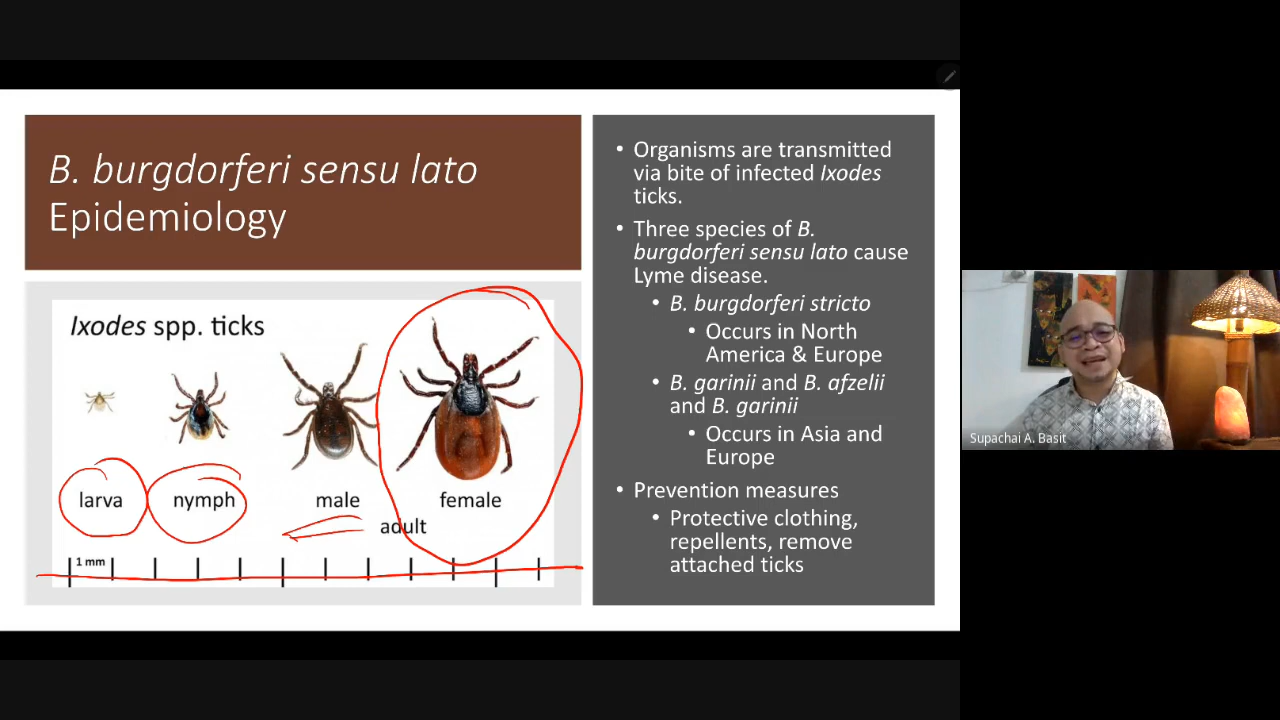 B. burgdorferi sensu lato
Epidemiology
Ixodes spp. ticks
larva
nymph
male
female
adult
1 mm
• Organisms are transmitted
via bite of infected Ixodes
ticks.
• Three species of B.
burgdorferi sensu lato cause
Lyme disease.
• B. burgdorferi stricto
• Occurs in North
America & Europe
• B. garinii and B. afzelii
and B. garinii
• Occurs in Asia and
Europe
• Prevention measures
• Protective clothing,
repellents, remove
attached ticks
Supachai A. Basit